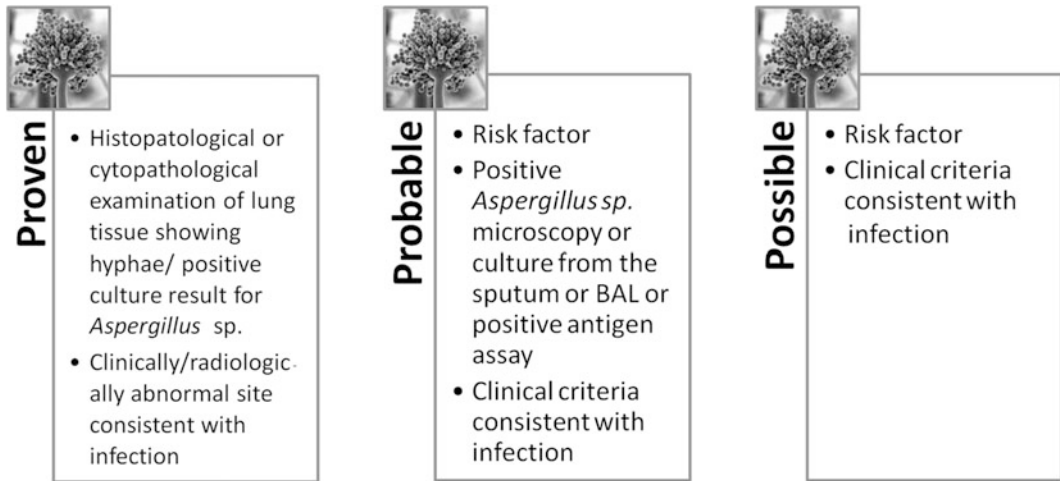 Proven
• Histopatological or
cytopathological
examination of lung
tissue showing
hyphae/ positive
culture result for
Aspergillus sp.
• Clinically/radiologic-
ally abnormal site
consistent with
infection
Probable
• Risk factor
• Positive
Aspergillus sp.
microscopy or
culture from the
sputum or BAL or
positive antigen
assay
• Clinical criteria
consistent with
infection
Possible
• Risk factor
• Clinical criteria
consistent with
infection